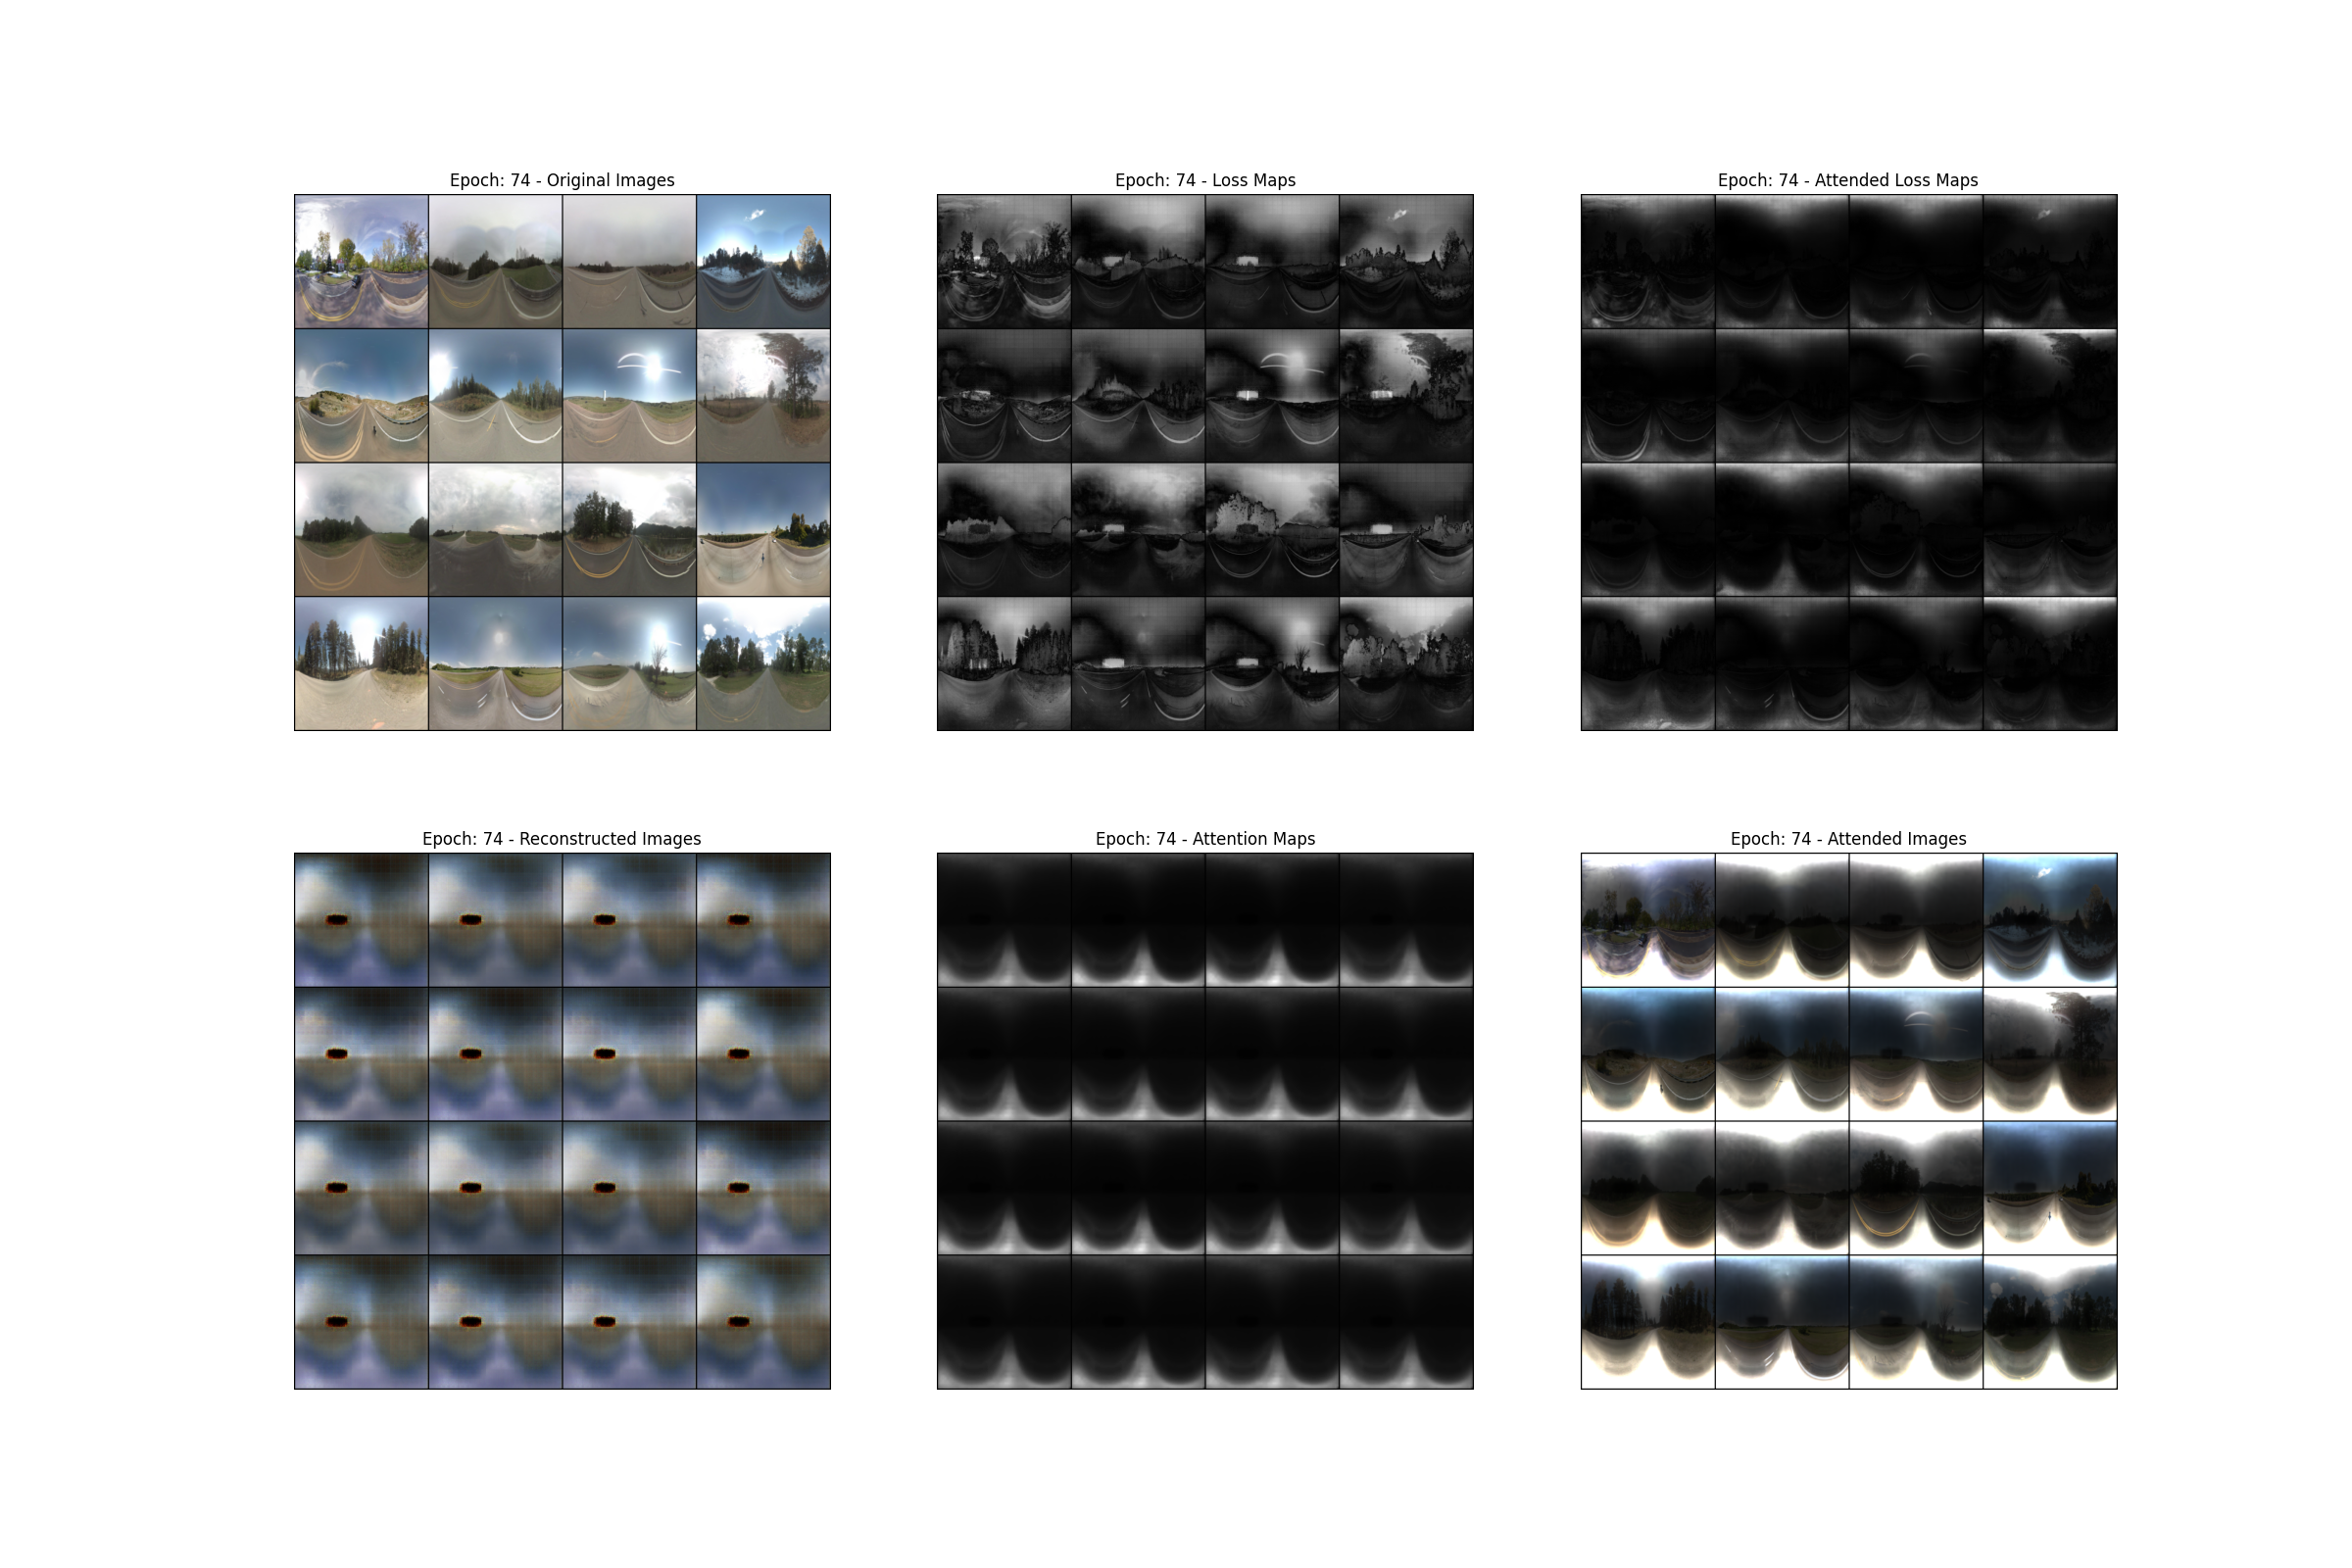 Epoch: 74 - Original Images
Epoch: 74 - Loss Maps
Epoch: 74 - Attended Loss Maps
Epoch: 74 - Reconstructed Images
Epoch: 74 - Attention Maps
Epoch: 74 - Attended Images